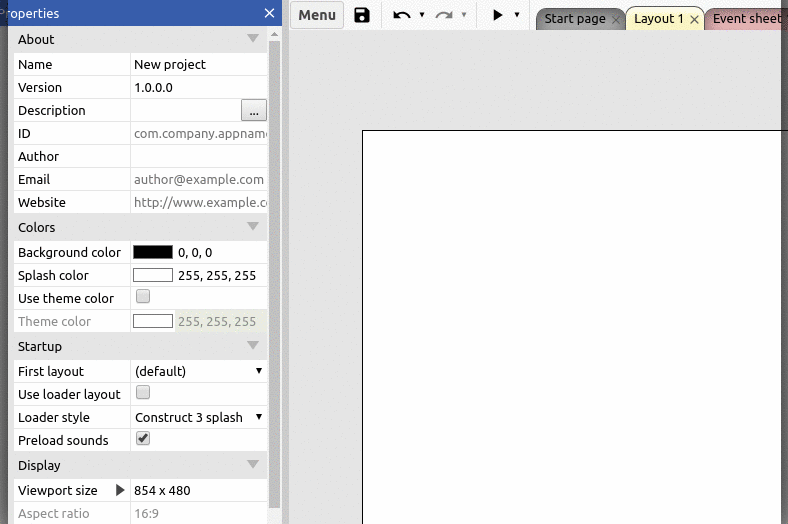 Properties
Menu
Start page
Layout 1
Event sheet
About
Name New project
Version 1.0.0.0
Description ...
ID com.company.appname
Author
Email author@example.com
Website http://www.example.co
Colors
Background color 0, 0, 0
Splash color 255, 255, 255
Use theme color
Theme color 255, 255, 255
Startup
First layout (default)
Use loader layout
Loader style Construct 3 splash
Preload sounds
Display
Viewport size 854 x 480
Aspect ratio 16:9